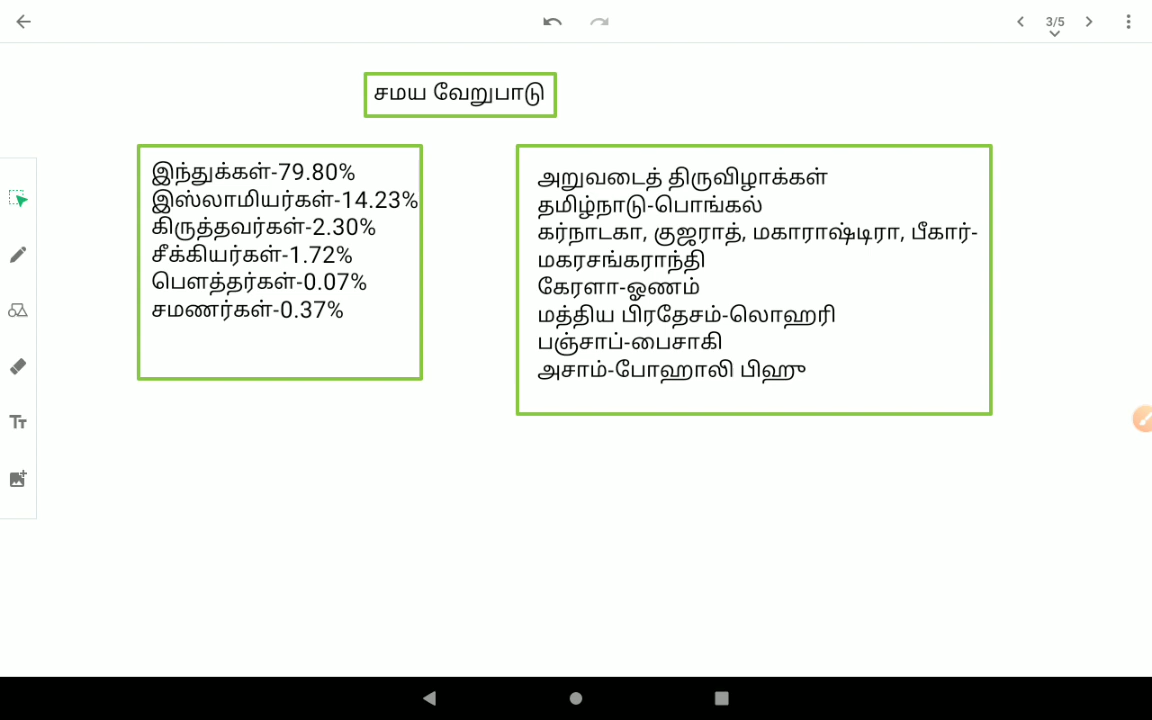 3/5
சமய வேறுபாடு
இந்துக்கள்-79.80%
இஸ்லாமியர்கள்-14.23%
கிருத்தவர்கள்-2.30%
சீக்கியர்கள்-1.72%
பௌத்தர்கள்-0.07%
சமணர்கள்-0.37%
அறுவடைத் திருவிழாக்கள்
தமிழ்நாடு-பொங்கல்
கர்நாடகா, குஜராத், மகாராஷ்டிரா, பீகார்-
மகரசங்கராந்தி
கேரளா-ஓணம்
மத்திய பிரதேசம்-லொஹரி
பஞ்சாப்-பைசாகி
அசாம்-போஹாலி பிஹு
Tт